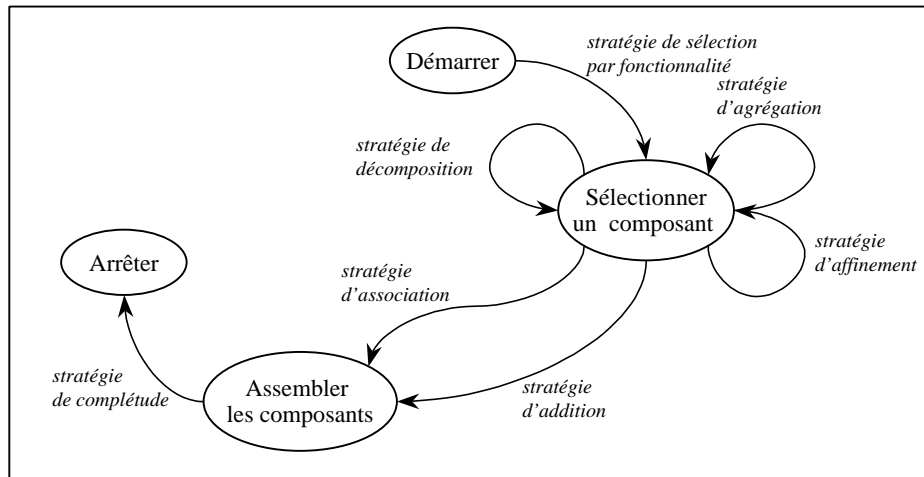 Démarrer
stratégie de sélection
par fonctionnalité
stratégie
d'agrégation
stratégie de
décomposition
Sélectionner
un composant
stratégie
d'affinement
Arrêter
stratégie
d'association
stratégie
de complétude
Assembler
les composants
stratégie
d'addition